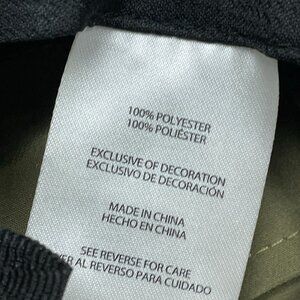 100% POLYESTER
100% POLIÉSTER
EXCLUSIVE OF DECORATION
EXCLUSIVO DE DECORACIÓN
MADE IN CHINA
HECHO EN CHINA
SEE REVERSE FOR CARE
AL REVERSO PARA CUIDADO